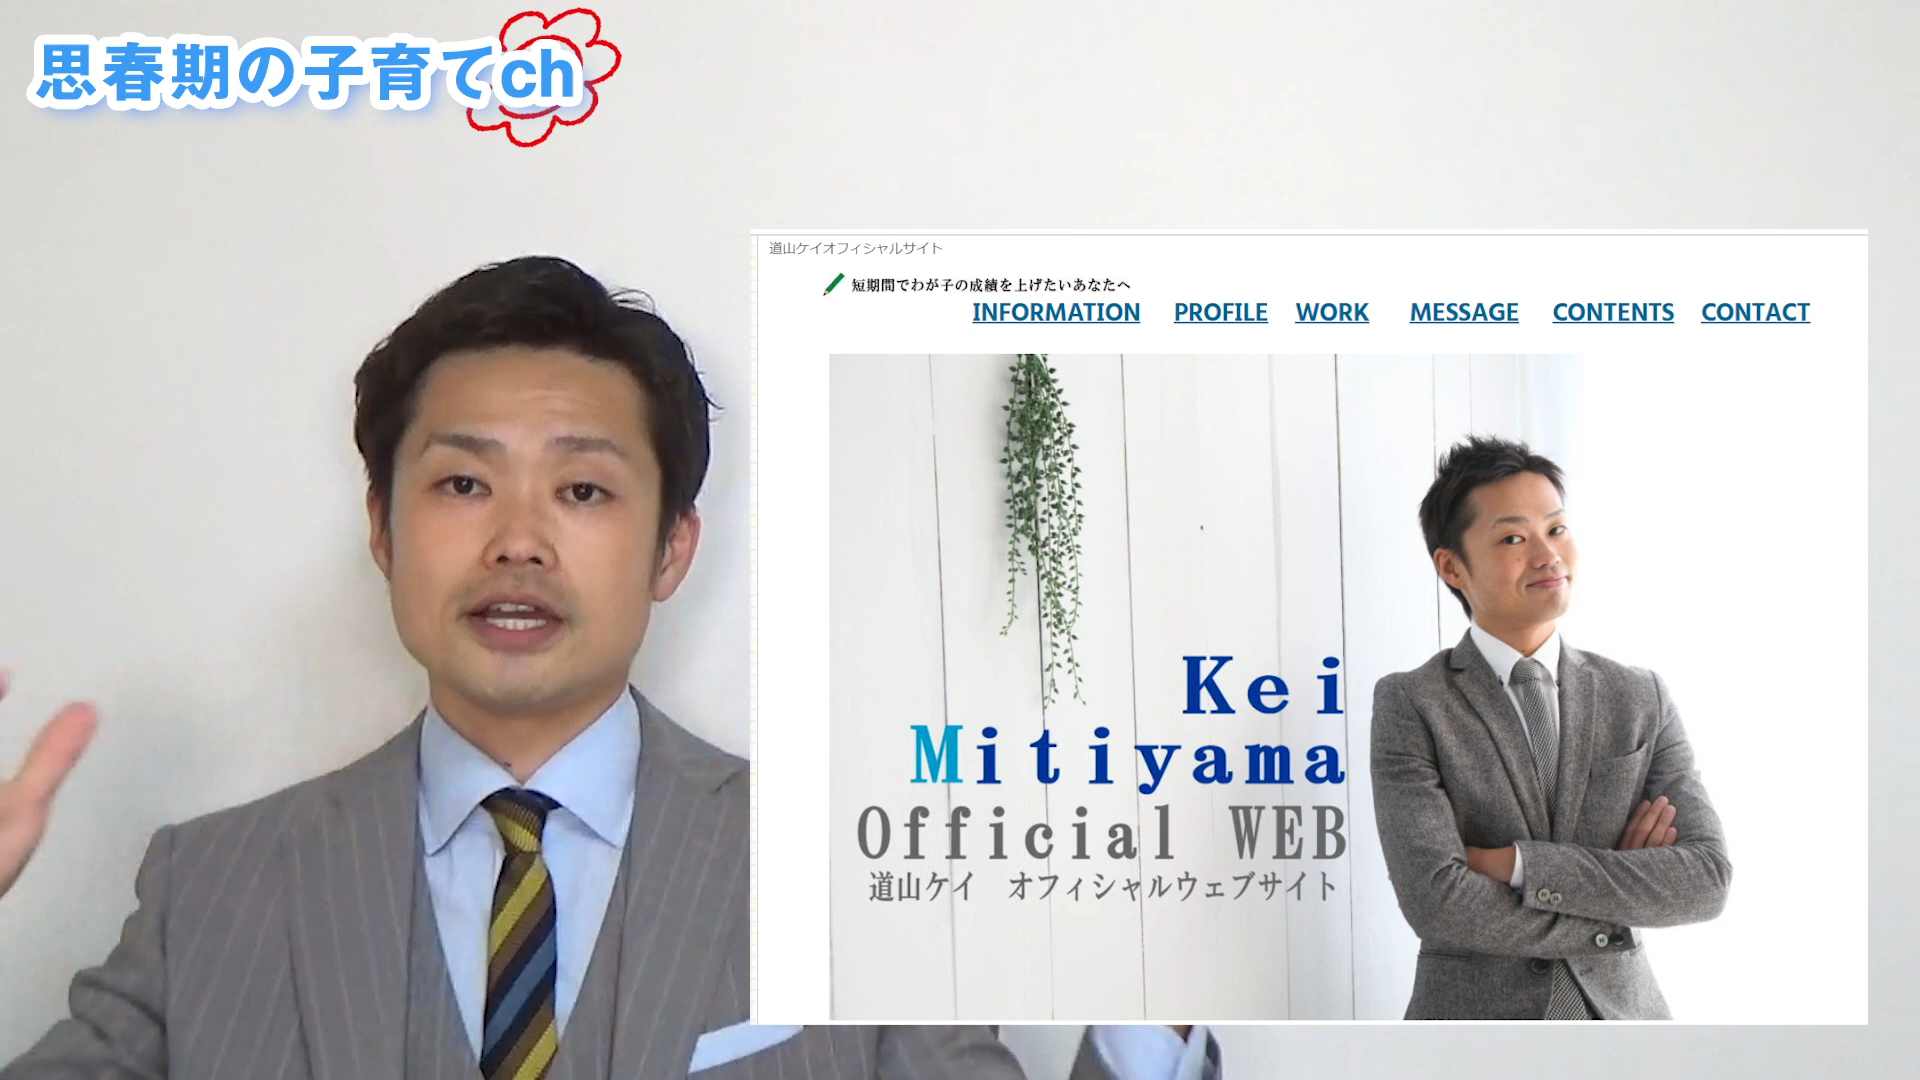 思春期の子育てch
道山ケイオフィシャルサイト
短期間でわが子の成績を上げたいあなたへ
INFORMATION PROFILE WORK MESSAGE CONTENTS CONTACT
Kei
Mitiyama
Official WEB
道山ケイ オフィシャルウェブサイト